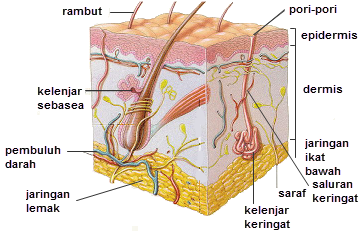 rambut
pori-pori
epidermis
kelenjar
sebasea
dermis
pembuluh
darah
jaringan
ikat
bawah
saluran
keringat
saraf
jaringan
lemak
kelenjar
keringat